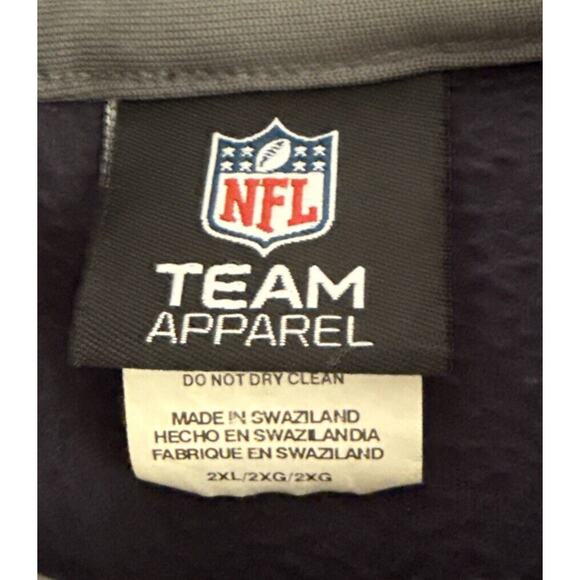 NFL
TEAM
APPAREL
DO NOT DRY CLEAN
MADE IN SWAZILAND
HECHO EN SWAZILANDIA
FABRIQUE EN SWAZILAND
2XL/2XG/2XG